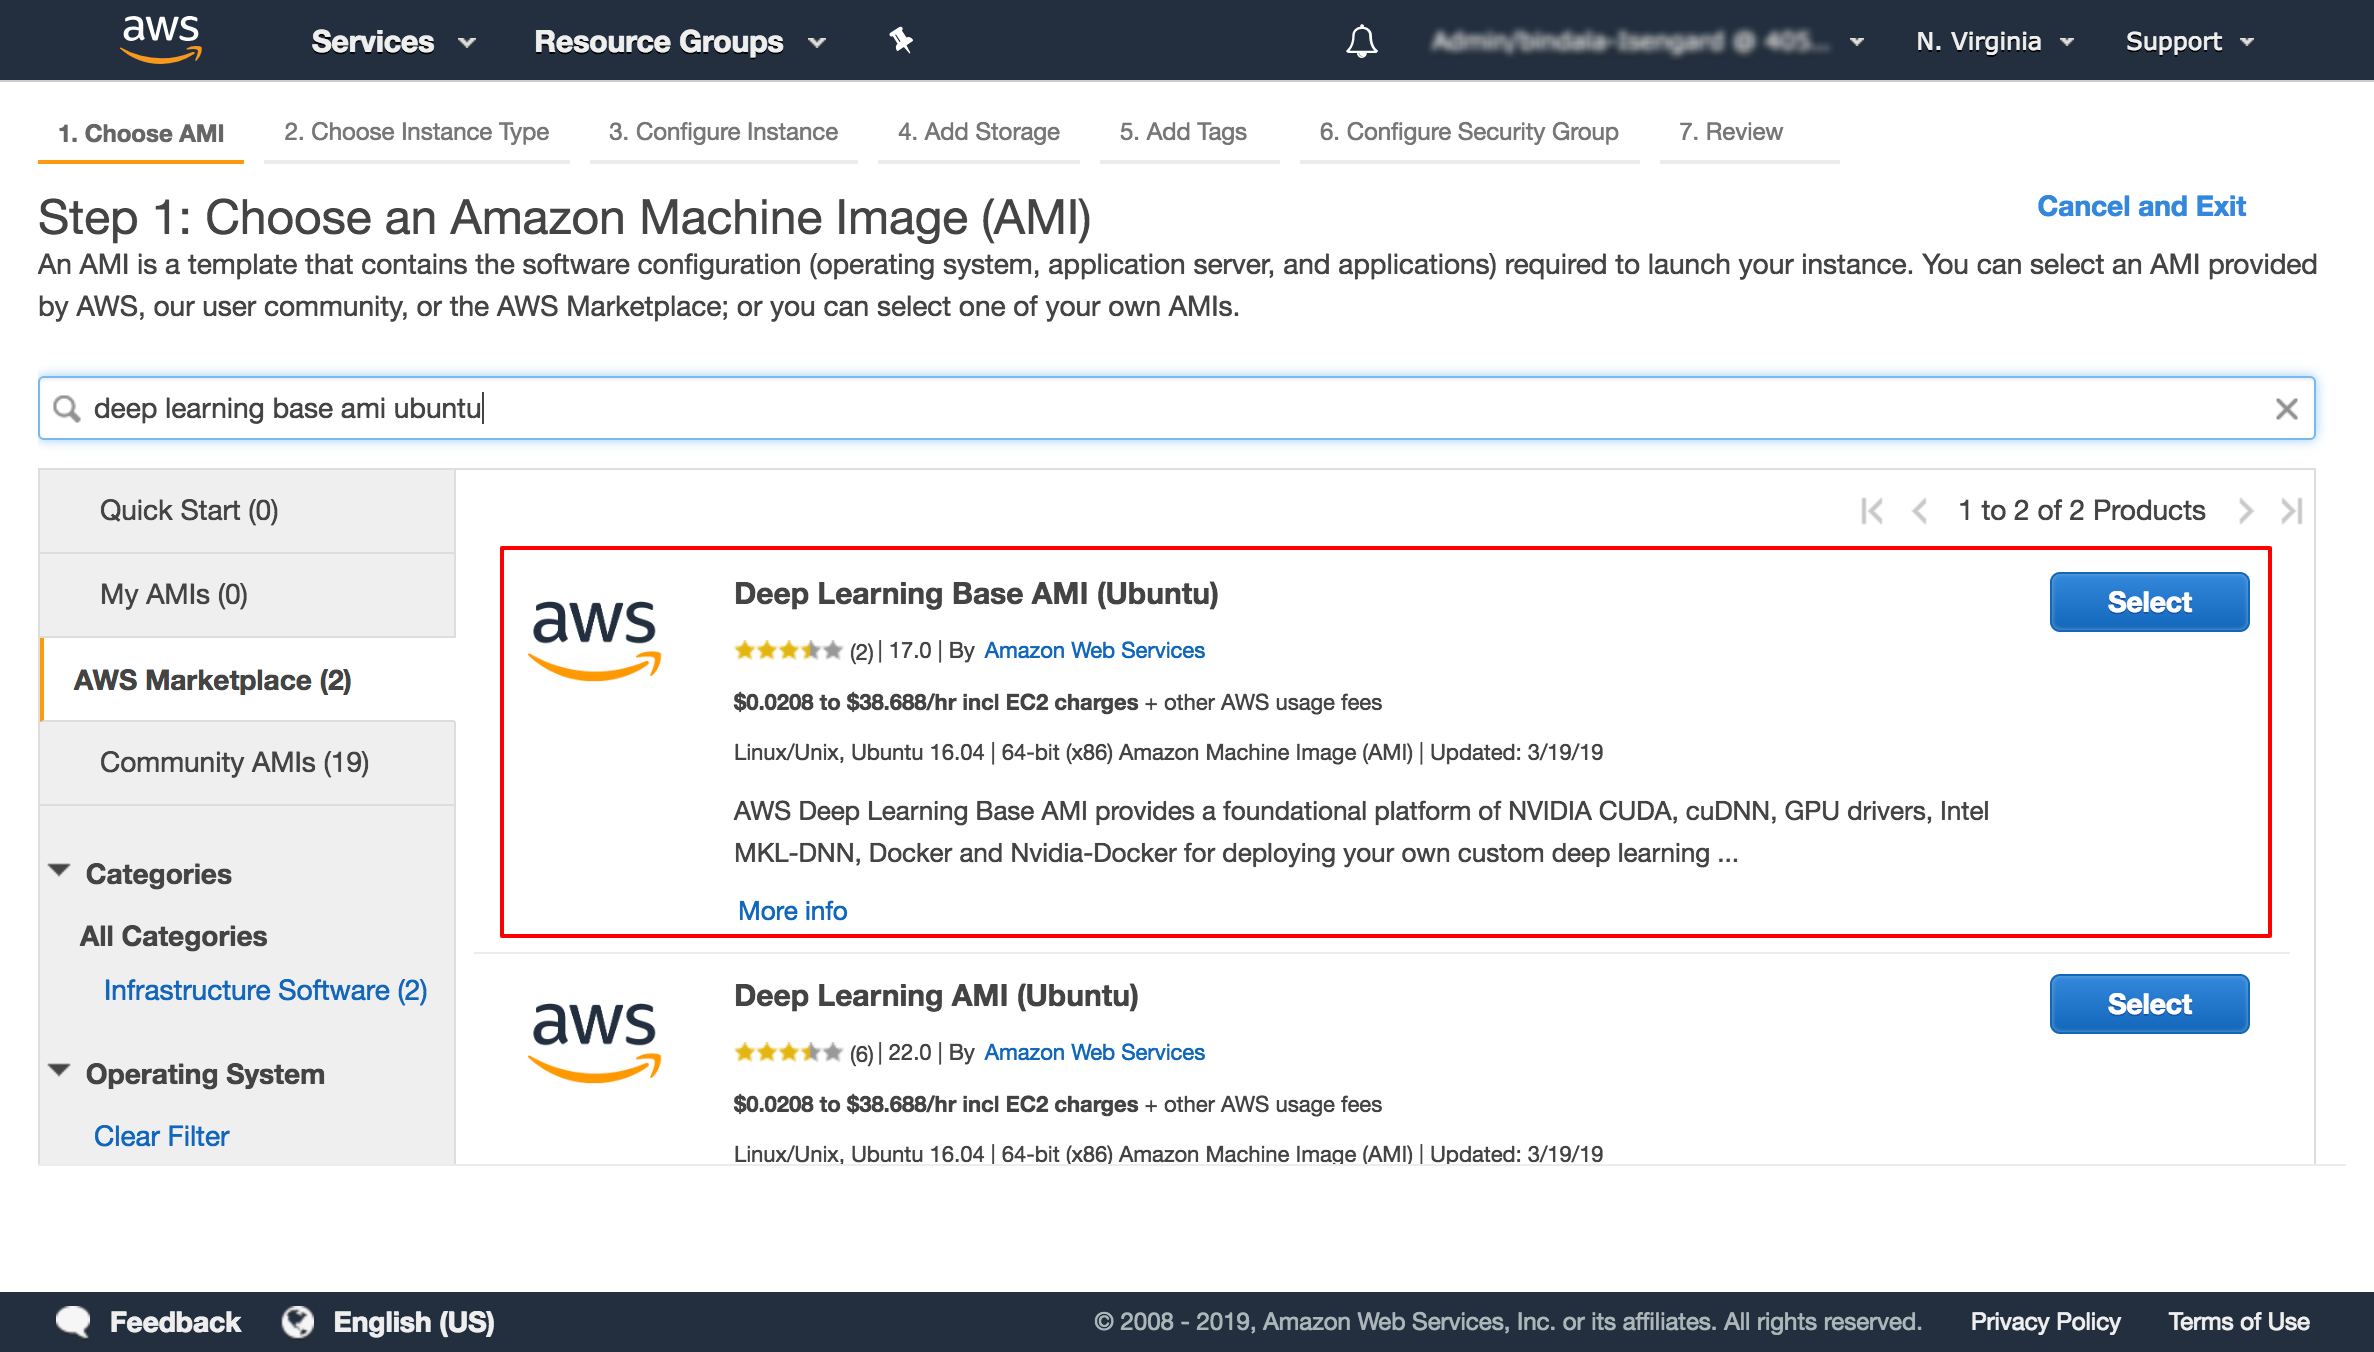 aws
Services
Resource Groups
N. Virginia
Support
1. Choose AMI
2. Choose Instance Type
3. Configure Instance
4. Add Storage
5. Add Tags
6. Configure Security Group
7. Review
Step 1: Choose an Amazon Machine Image (AMI)
Cancel and Exit
An AMI is a template that contains the software configuration (operating system, application server, and applications) required to launch your instance. You can select an AMI provided
by AWS, our user community, or the AWS Marketplace; or you can select one of your own AMIs.
deep learning base ami ubuntu
Quick Start (0)
My AMIs (0)
AWS Marketplace (2)
Community AMIs (19)
Categories
All Categories
Infrastructure Software (2)
Operating System
Clear Filter
1 to 2 of 2 Products
aws
Deep Learning Base AMI (Ubuntu)
Select
(2) | 17.0 | By Amazon Web Services
$0.0208 to $38.688/hr incl EC2 charges + other AWS usage fees
Linux/Unix, Ubuntu 16.04 | 64-bit (x86) Amazon Machine Image (AMI) | Updated: 3/19/19
AWS Deep Learning Base AMI provides a foundational platform of NVIDIA CUDA, cuDNN, GPU drivers, Intel
MKL-DNN, Docker and Nvidia-Docker for deploying your own custom deep learning ...
More info
aws
Deep Learning AMI (Ubuntu)
Select
(6) | 22.0 | By Amazon Web Services
$0.0208 to $38.688/hr incl EC2 charges + other AWS usage fees
Linux/Unix, Ubuntu 16.04 | 64-bit (x86) Amazon Machine Image (AMI) | Updated: 3/19/19
Feedback
English (US)
© 2008 - 2019, Amazon Web Services, Inc. or its affiliates. All rights reserved.
Privacy Policy
Terms of Use